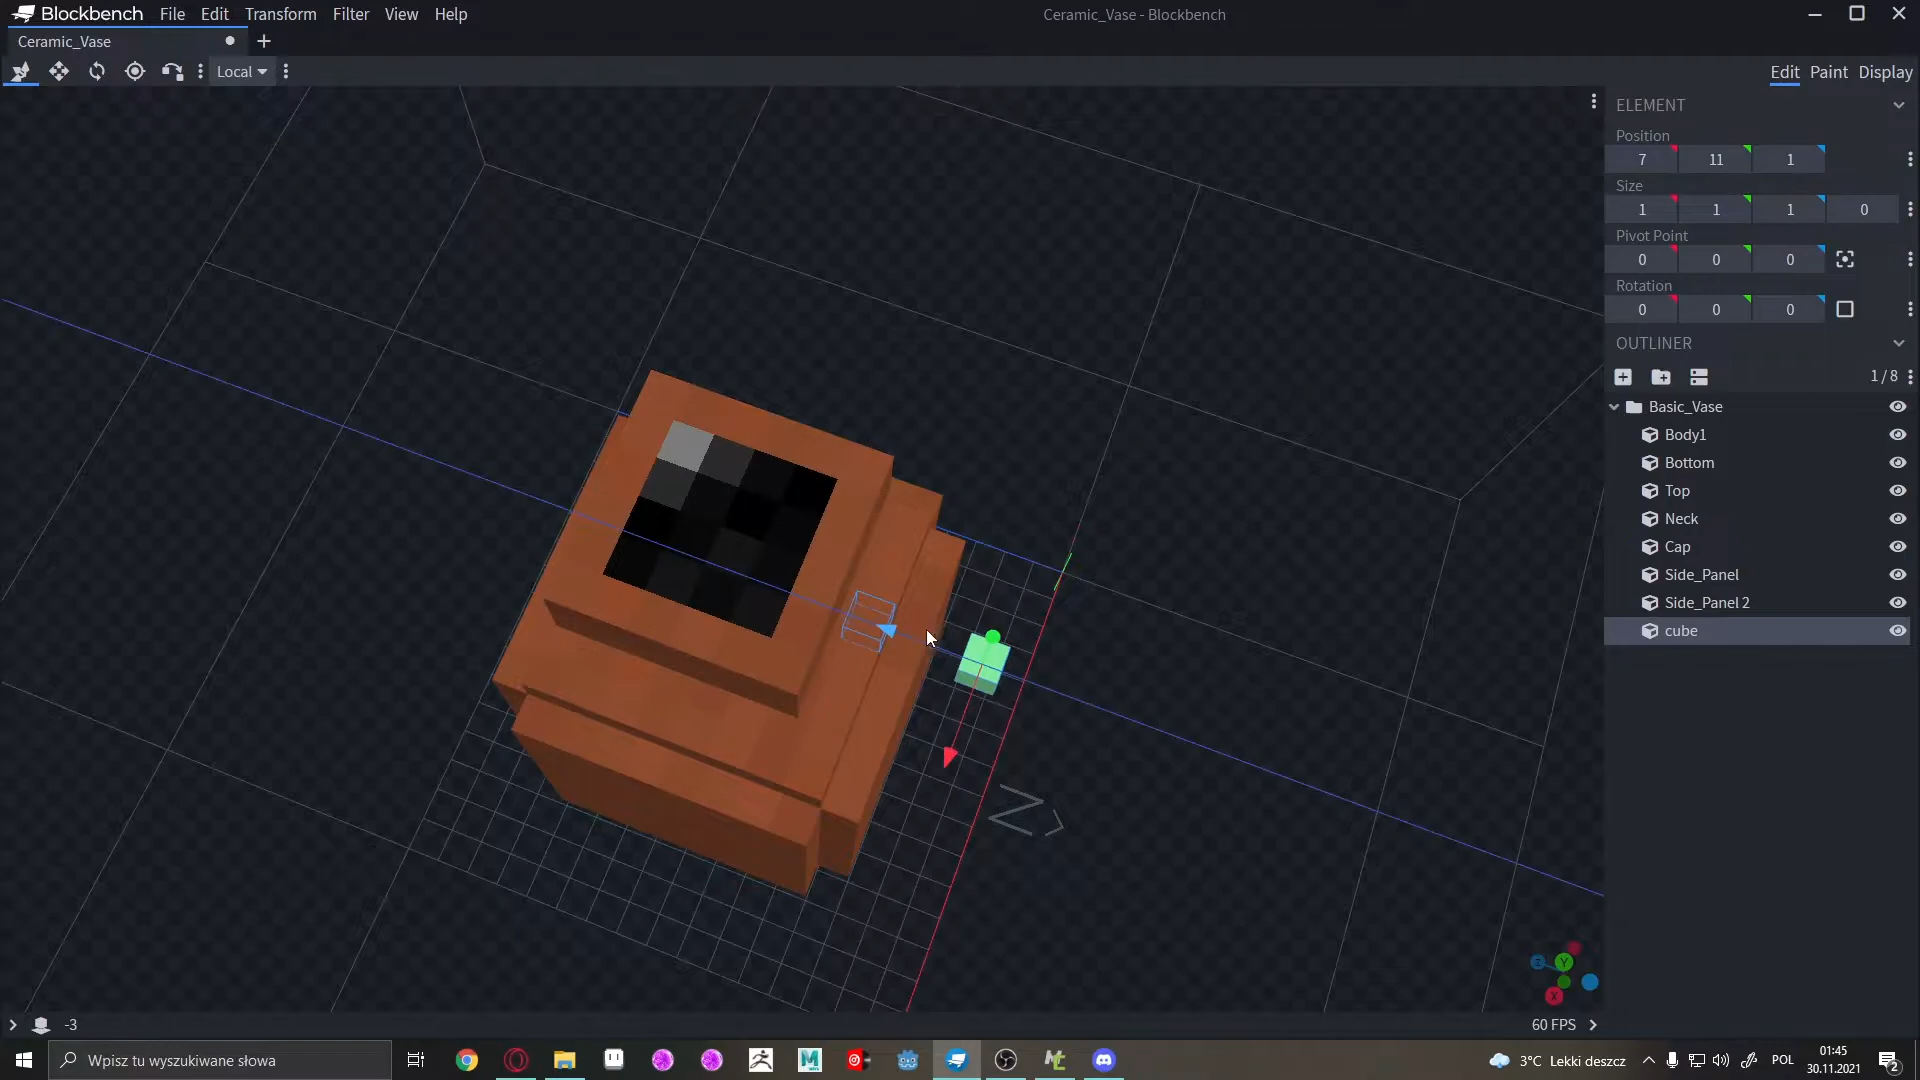 Blockbench File Edit Transform Filter View Help
Ceramic_Vase - Blockbench
Ceramic_Vase
Local
Edit Paint Display
ELEMENT
Position
7 11 1
Size
1 1 1 0
Pivot Point
0 0 0
Rotation
0 0 0
OUTLINER
1 / 8
Basic_Vase
Body1
Bottom
Top
Neck
Cap
Side_Panel
Side_Panel 2
cube
N
Z
Y
X
-3
60 FPS
Wpisz tu wyszukiwane słowa
3°C Lekki deszcz
POL
01:45
30.11.2021
2